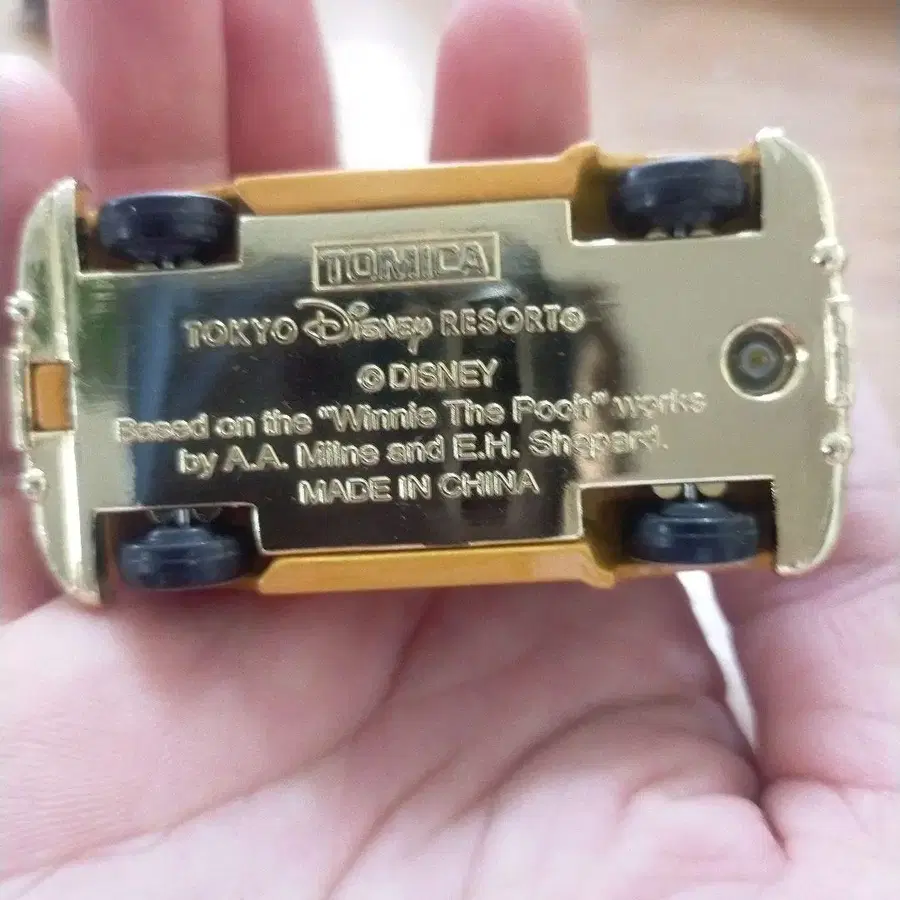 TOMICA
TOKYO Disney RESORT®
© DISNEY
Based on the "Winnie The Pooh" works
by A.A. Milne and E.H. Shepard.
MADE IN CHINA